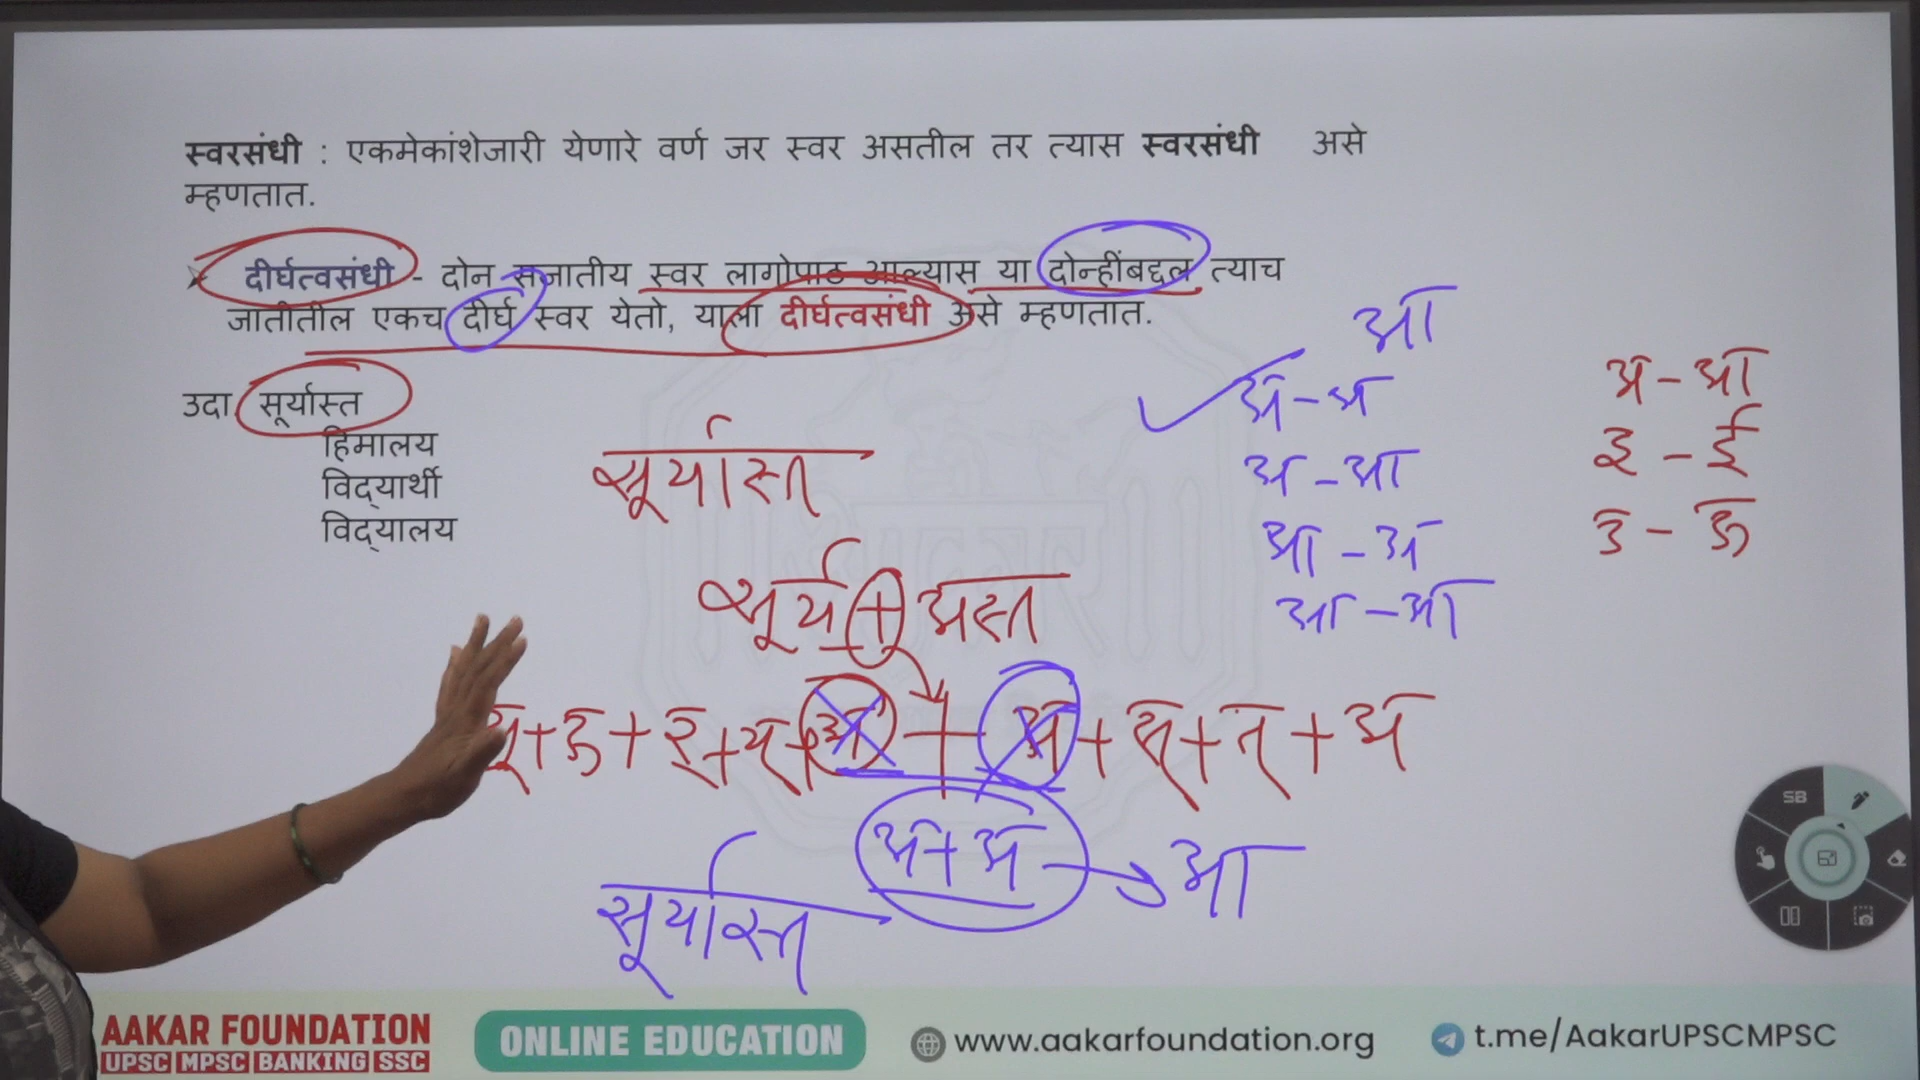 स्वरसंधी : एकमेकांशेजारी येणारे वर्ण जर स्वर असतील तर त्यास स्वरसंधी असे
म्हणतात.
दीर्घत्वसंधी - दोन सजातीय स्वर लागोपाठ आल्यास या दोन्हींबद्दल त्याच
जातीतील एकच दीर्घ स्वर येतो, याला दीर्घत्वसंधी असे म्हणतात.
उदा सूर्यास्त
हिमालय
विद्यार्थी
विद्यालय
सूर्यास्त
सूर्य + अस्त
स्+ऊ+र्+य्+अ + अ+स्+त्+अ
अ+अ → आ
सूर्यास्त
आ
अ-अ
अ-आ
आ-अ
आ-आ
अ-आ
इ-ई
उ-ऊ
SB
AAKAR FOUNDATION
UPSC MPSC BANKING SSC
ONLINE EDUCATION
www.aakarfoundation.org
t.me/AakarUPSCMPSC